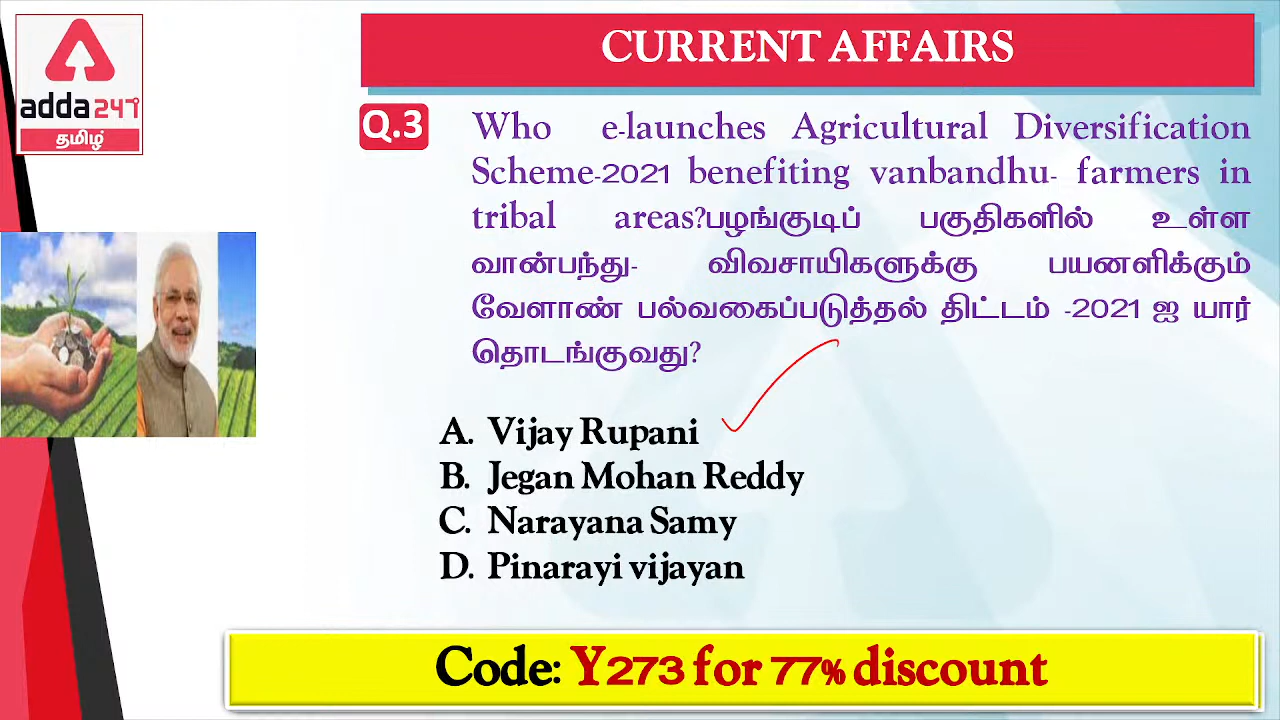 adda247
தமிழ்
CURRENT AFFAIRS
Q.3
Who e-launches Agricultural Diversification
Scheme-2021 benefiting vanbandhu- farmers in
tribal areas?பழங்குடிப் பகுதிகளில் உள்ள
வான்பந்து- விவசாயிகளுக்கு பயனளிக்கும்
வேளாண் பல்வகைப்படுத்தல் திட்டம் -2021 ஐ யார்
தொடங்குவது?
A. Vijay Rupani
B. Jegan Mohan Reddy
C. Narayana Samy
D. Pinarayi vijayan
Code: Y273 for 77% discount